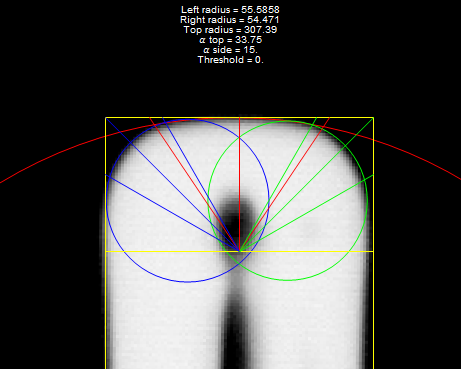 Left radius = 55.5858
Right radius = 54.471
Top radius = 307.39
α top = 33.75
α side = 15.
Threshold = 0.